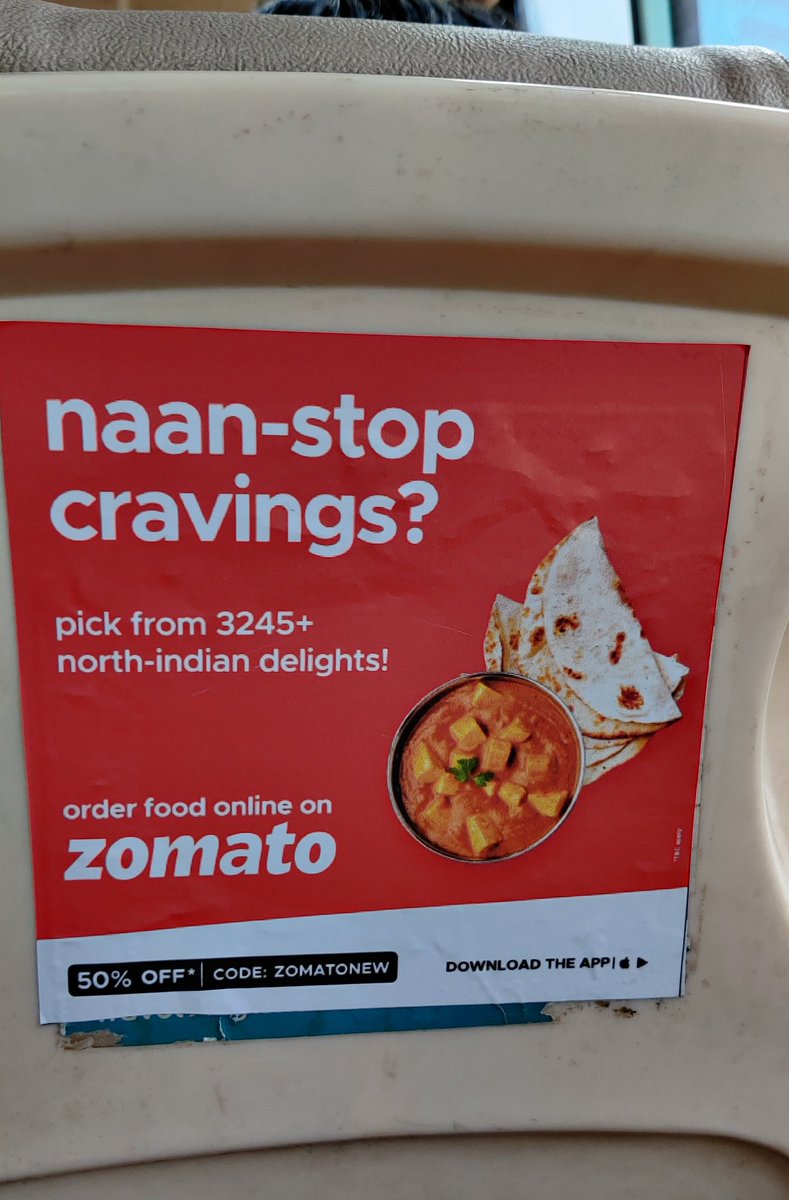 naan-stop
cravings?
pick from 3245+
north-indian delights!
order food online on
zomato
*T&C apply
50% OFF* | CODE: ZOMATONEW
DOWNLOAD THE APP |